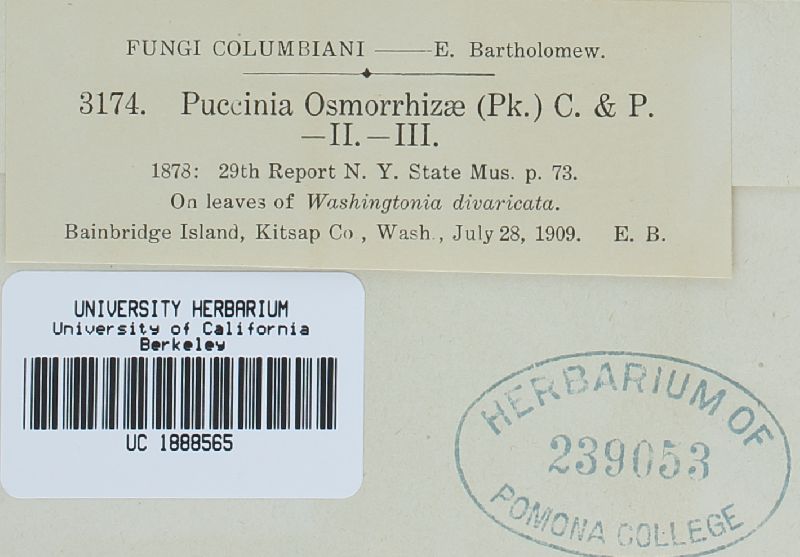 FUNGI COLUMBIANI ——E. Bartholomew.
3174. Puccinia Osmorrhizæ (Pk.) C. & P.
—II.—III.
1878: 29th Report N. Y. State Mus. p. 73.
On leaves of Washingtonia divaricata.
Bainbridge Island, Kitsap Co., Wash., July 28, 1909. E. B.
UNIVERSITY HERBARIUM
University of California
Berkeley
UC 1888565
HERBARIUM OF
239053
POMONA COLLEGE